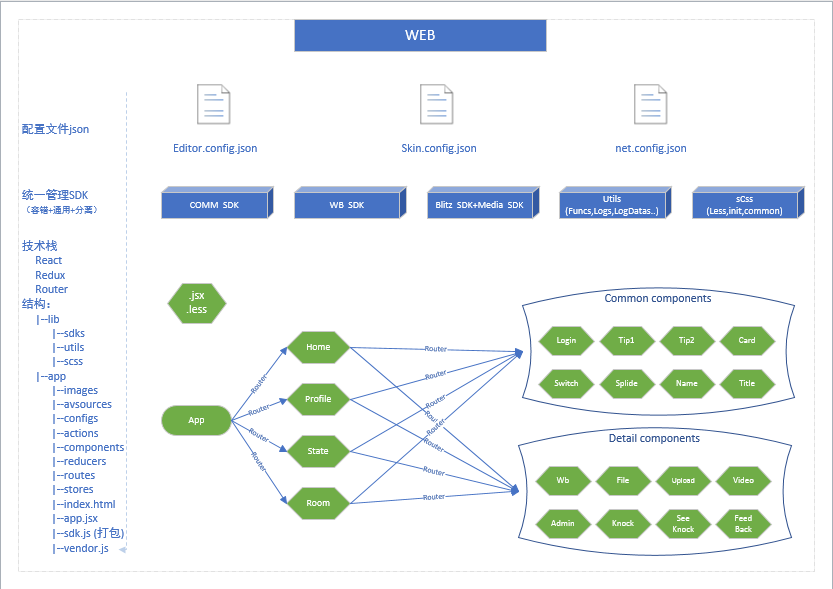 WEB
配置文件json
Editor.config.json
Skin.config.json
net.config.json
统一管理SDK
(容错+通用+分离)
COMM SDK
WB SDK
Blitz SDK+Media SDK
Utils
(Funcs,Logs,LogDatas..)
sCss
(Less,init,common)
技术栈
React
Redux
Router
结构：
|--lib
|--sdks
|--utils
|--scss
|--app
|--images
|--avsources
|--configs
|--actions
|--components
|--reducers
|--routes
|--stores
|--index.html
|--app.jsx
|--sdk.js (打包)
|--vendor.js
.jsx
.less
App
Router
Router
Router
Router
Home
Profile
State
Room
Router
Router
Router
Router
Router
Router
Router
Router
Common components
Login
Tip1
Tip2
Card
Switch
Splide
Name
Title
Detail components
Wb
File
Upload
Video
Admin
Knock
See
Knock
Feed
Back